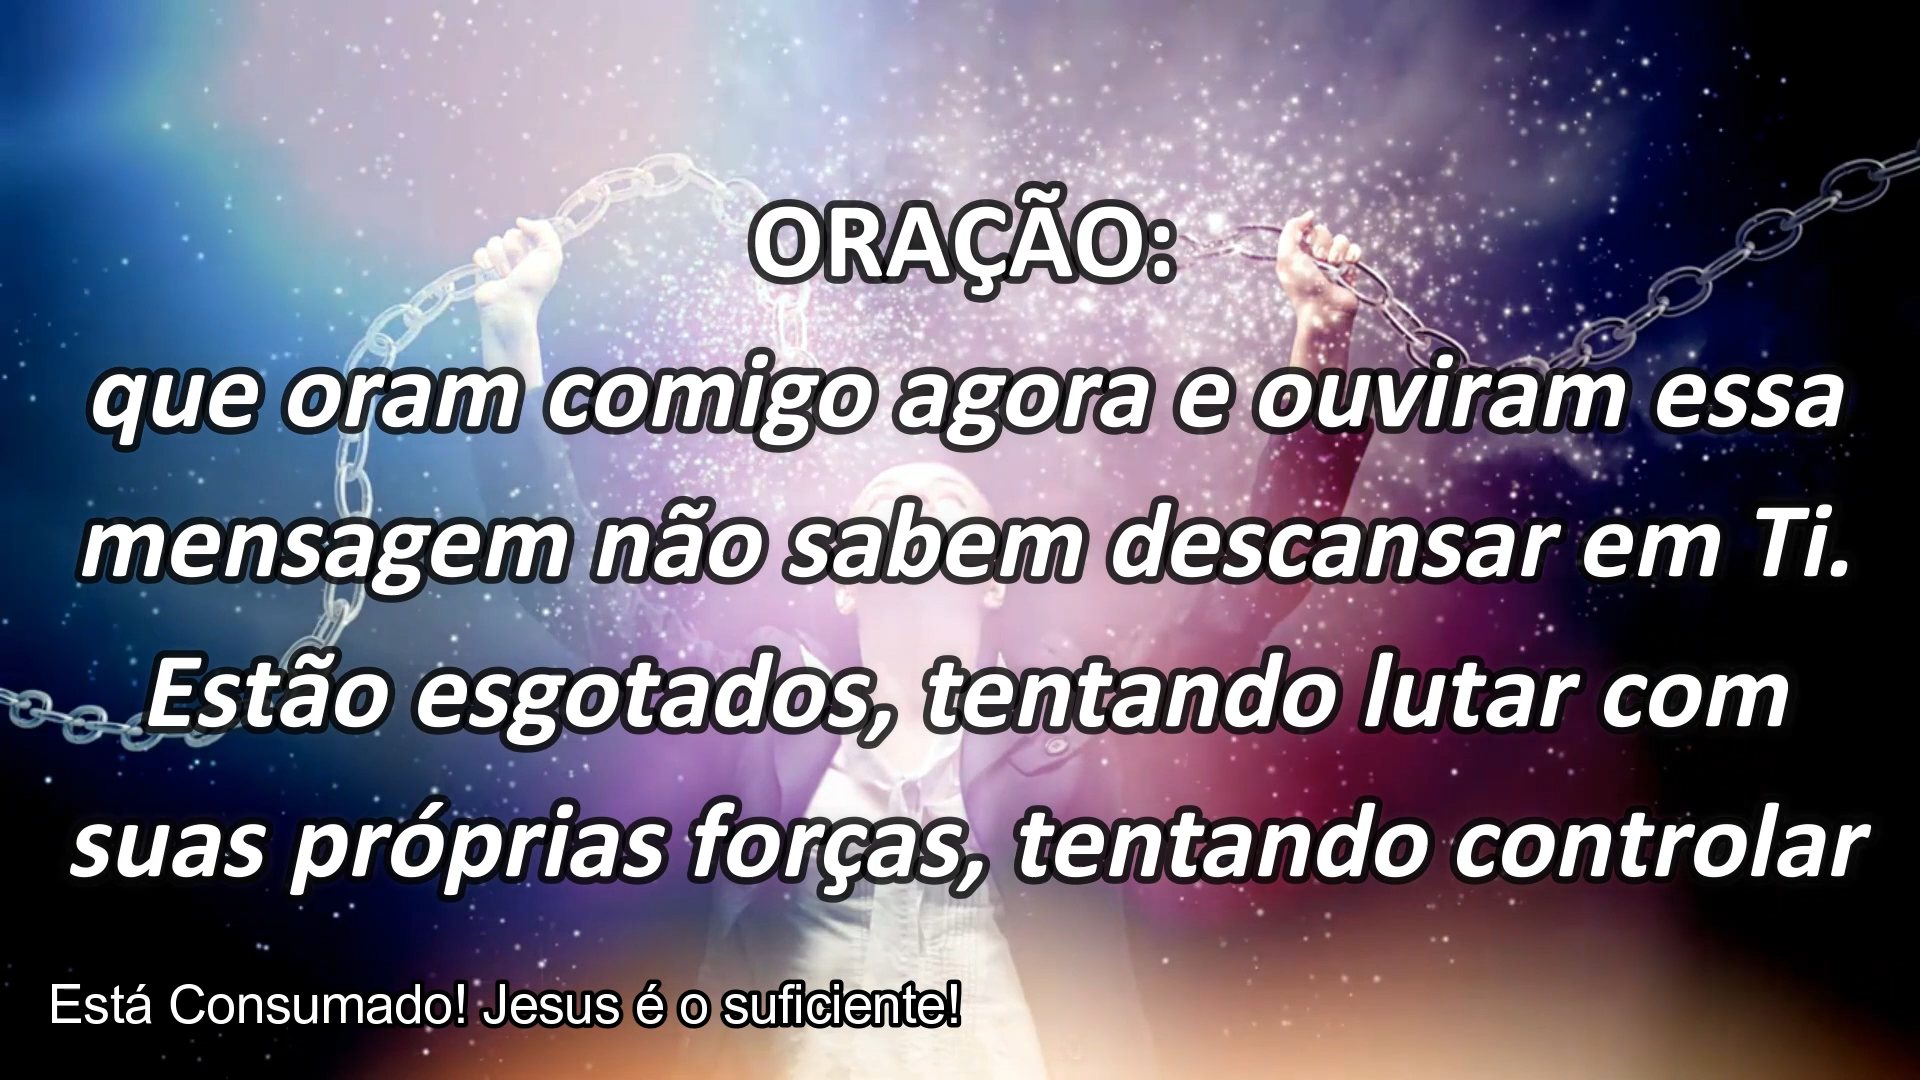 ORAÇÃO:
que oram comigo agora e ouviram essa
mensagem não sabem descansar em Ti.
Estão esgotados, tentando lutar com
suas próprias forças, tentando controlar
Está Consumado! Jesus é o suficiente!